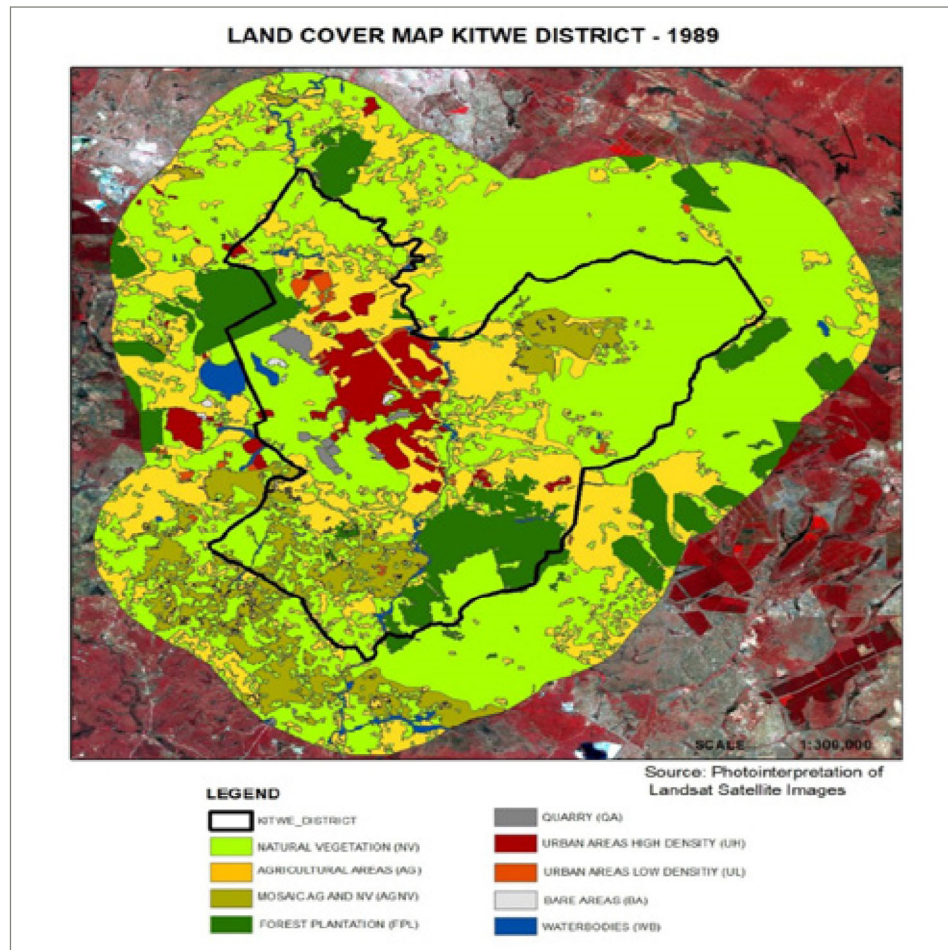 LAND COVER MAP KITWE DISTRICT - 1989
SCALE 1:300,000
Source: Photointerpretation of
Landsat Satellite Images
LEGEND
KITWE_DISTRICT
NATURAL VEGETATION (NV)
AGRICULTURAL AREAS (AG)
MOSAIC AG AND NV (AGNV)
FOREST PLANTATION (FPL)
QUARRY (QA)
URBAN AREAS HIGH DENSITY (UH)
URBAN AREAS LOW DENSITIY (UL)
BARE AREAS (BA)
WATERBODIES (WB)